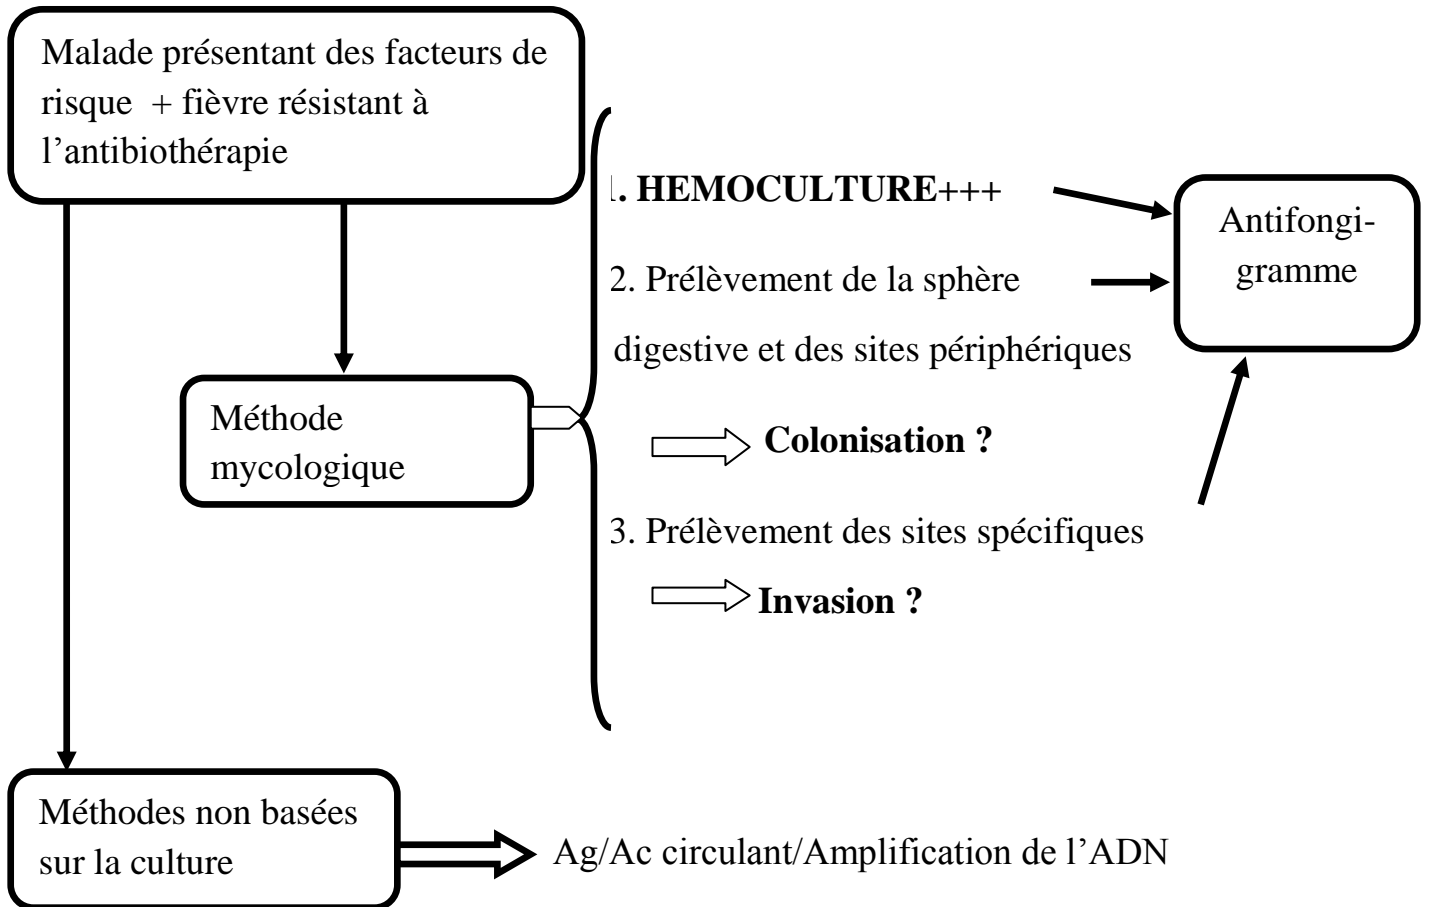 Malade présentant des facteurs de
risque + fièvre résistant à
l’antibiothérapie
1. HEMOCULTURE+++
2. Prélèvement de la sphère
digestive et des sites périphériques
Colonisation ?
3. Prélèvement des sites spécifiques
Invasion ?
Antifongi-
gramme
Méthode
mycologique
Méthodes non basées
sur la culture
Ag/Ac circulant/Amplification de l’ADN